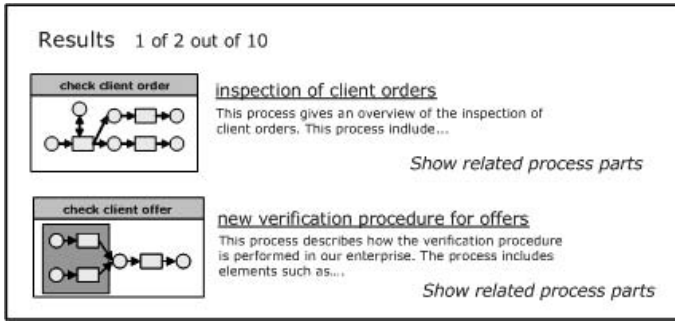 Results 1 of 2 out of 10
check client order
inspection of client orders
This process gives an overview of the inspection of
client orders. This process include...
Show related process parts
check client offer
new verification procedure for offers
This process describes how the verification procedure
is performed in our enterprise. The process includes
elements such as....
Show related process parts